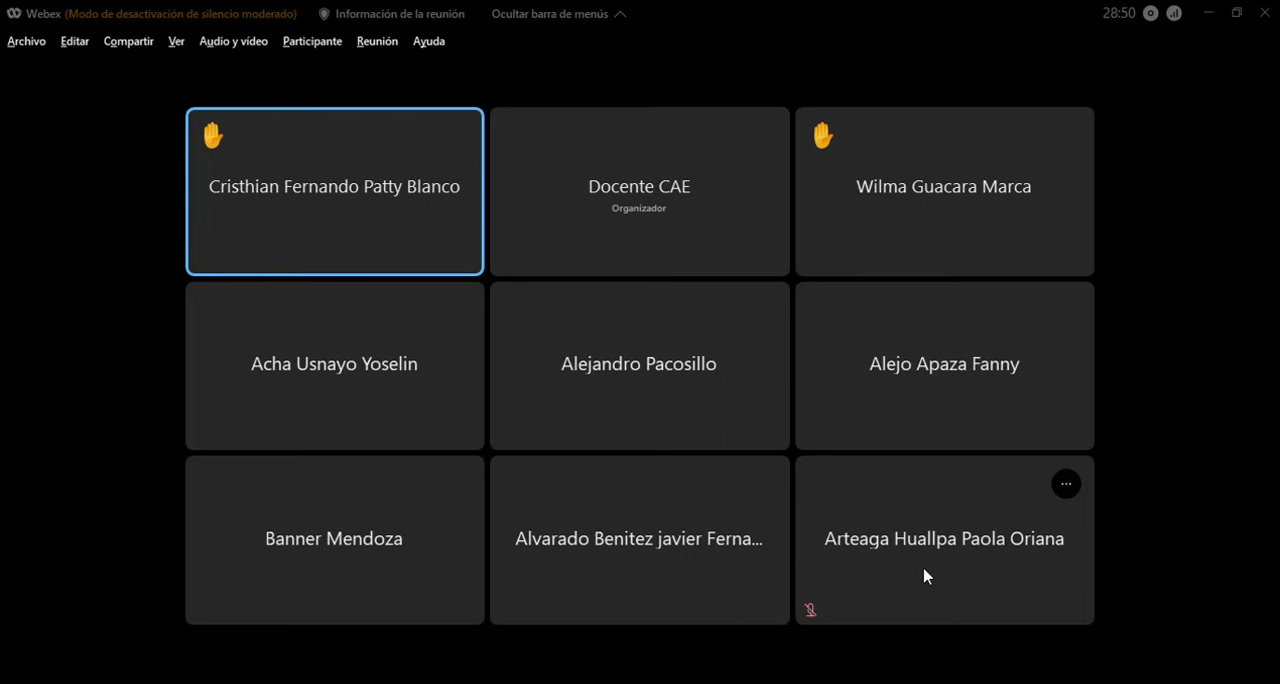 Webex (Modo de desactivación de silencio moderado) Información de la reunión Ocultar barra de menús 28:50
Archivo Editar Compartir Ver Audio y vídeo Participante Reunión Ayuda
Cristhian Fernando Patty Blanco
Docente CAE
Organizador
Wilma Guacara Marca
Acha Usnayo Yoselin
Alejandro Pacosillo
Alejo Apaza Fanny
Banner Mendoza
Alvarado Benitez javier Ferna...
Arteaga Huallpa Paola Oriana